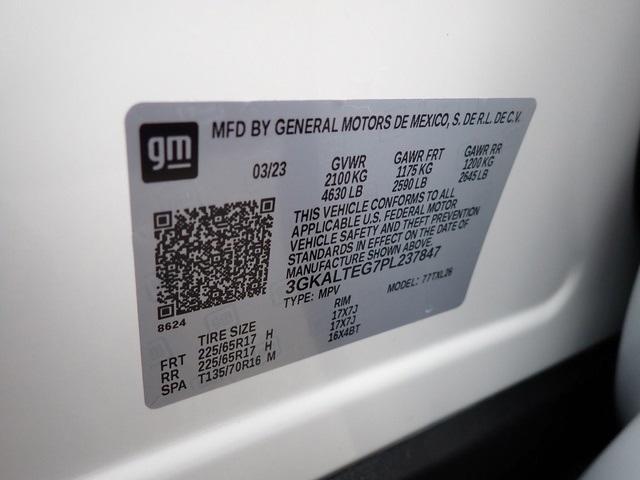 gm
MFD BY GENERAL MOTORS DE MEXICO, S. DE R.L. DE C.V.
03/23 GVWR GAWR FRT GAWR RR
2100 KG 1175 KG 1200 KG
4630 LB 2590 LB 2645 LB
THIS VEHICLE CONFORMS TO ALL
APPLICABLE U.S. FEDERAL MOTOR
VEHICLE SAFETY AND THEFT PREVENTION
STANDARDS IN EFFECT ON THE DATE OF
MANUFACTURE SHOWN ABOVE.
3GKALTEG7PL237847
TYPE: MPV MODEL: 77TXL26
8624
TIRE SIZE RIM
FRT 225/65R17 H 17X7J
RR 225/65R17 H 17X7J
SPA T135/70R16 M 16X4BT